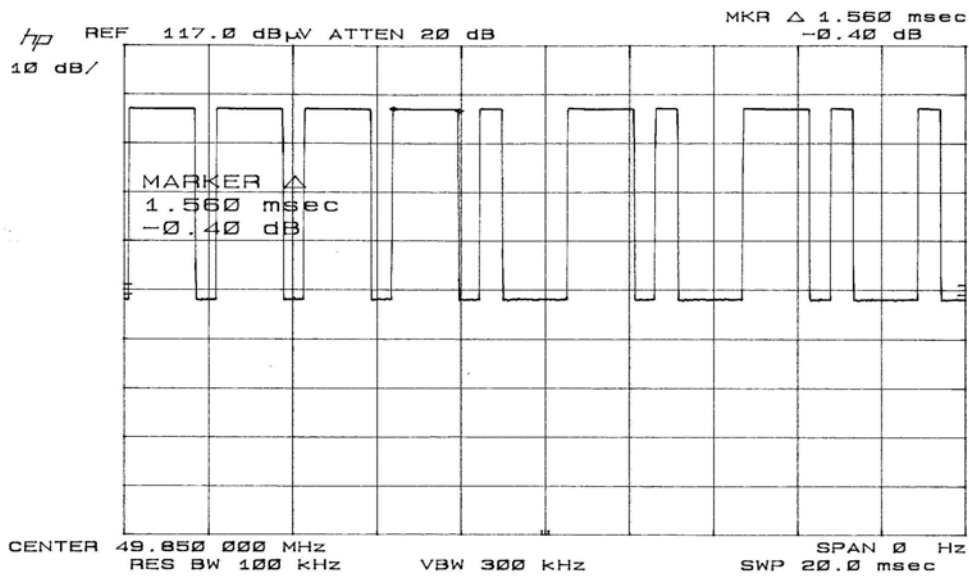 MKR △ 1.560 msec
hp REF 117.0 dBµV ATTEN 20 dB -0.40 dB
10 dB/
MARKER △
1.560 msec
-0.40 dB
CENTER 49.850 000 MHz SPAN 0 Hz
RES BW 100 kHz VBW 300 kHz SWP 20.0 msec